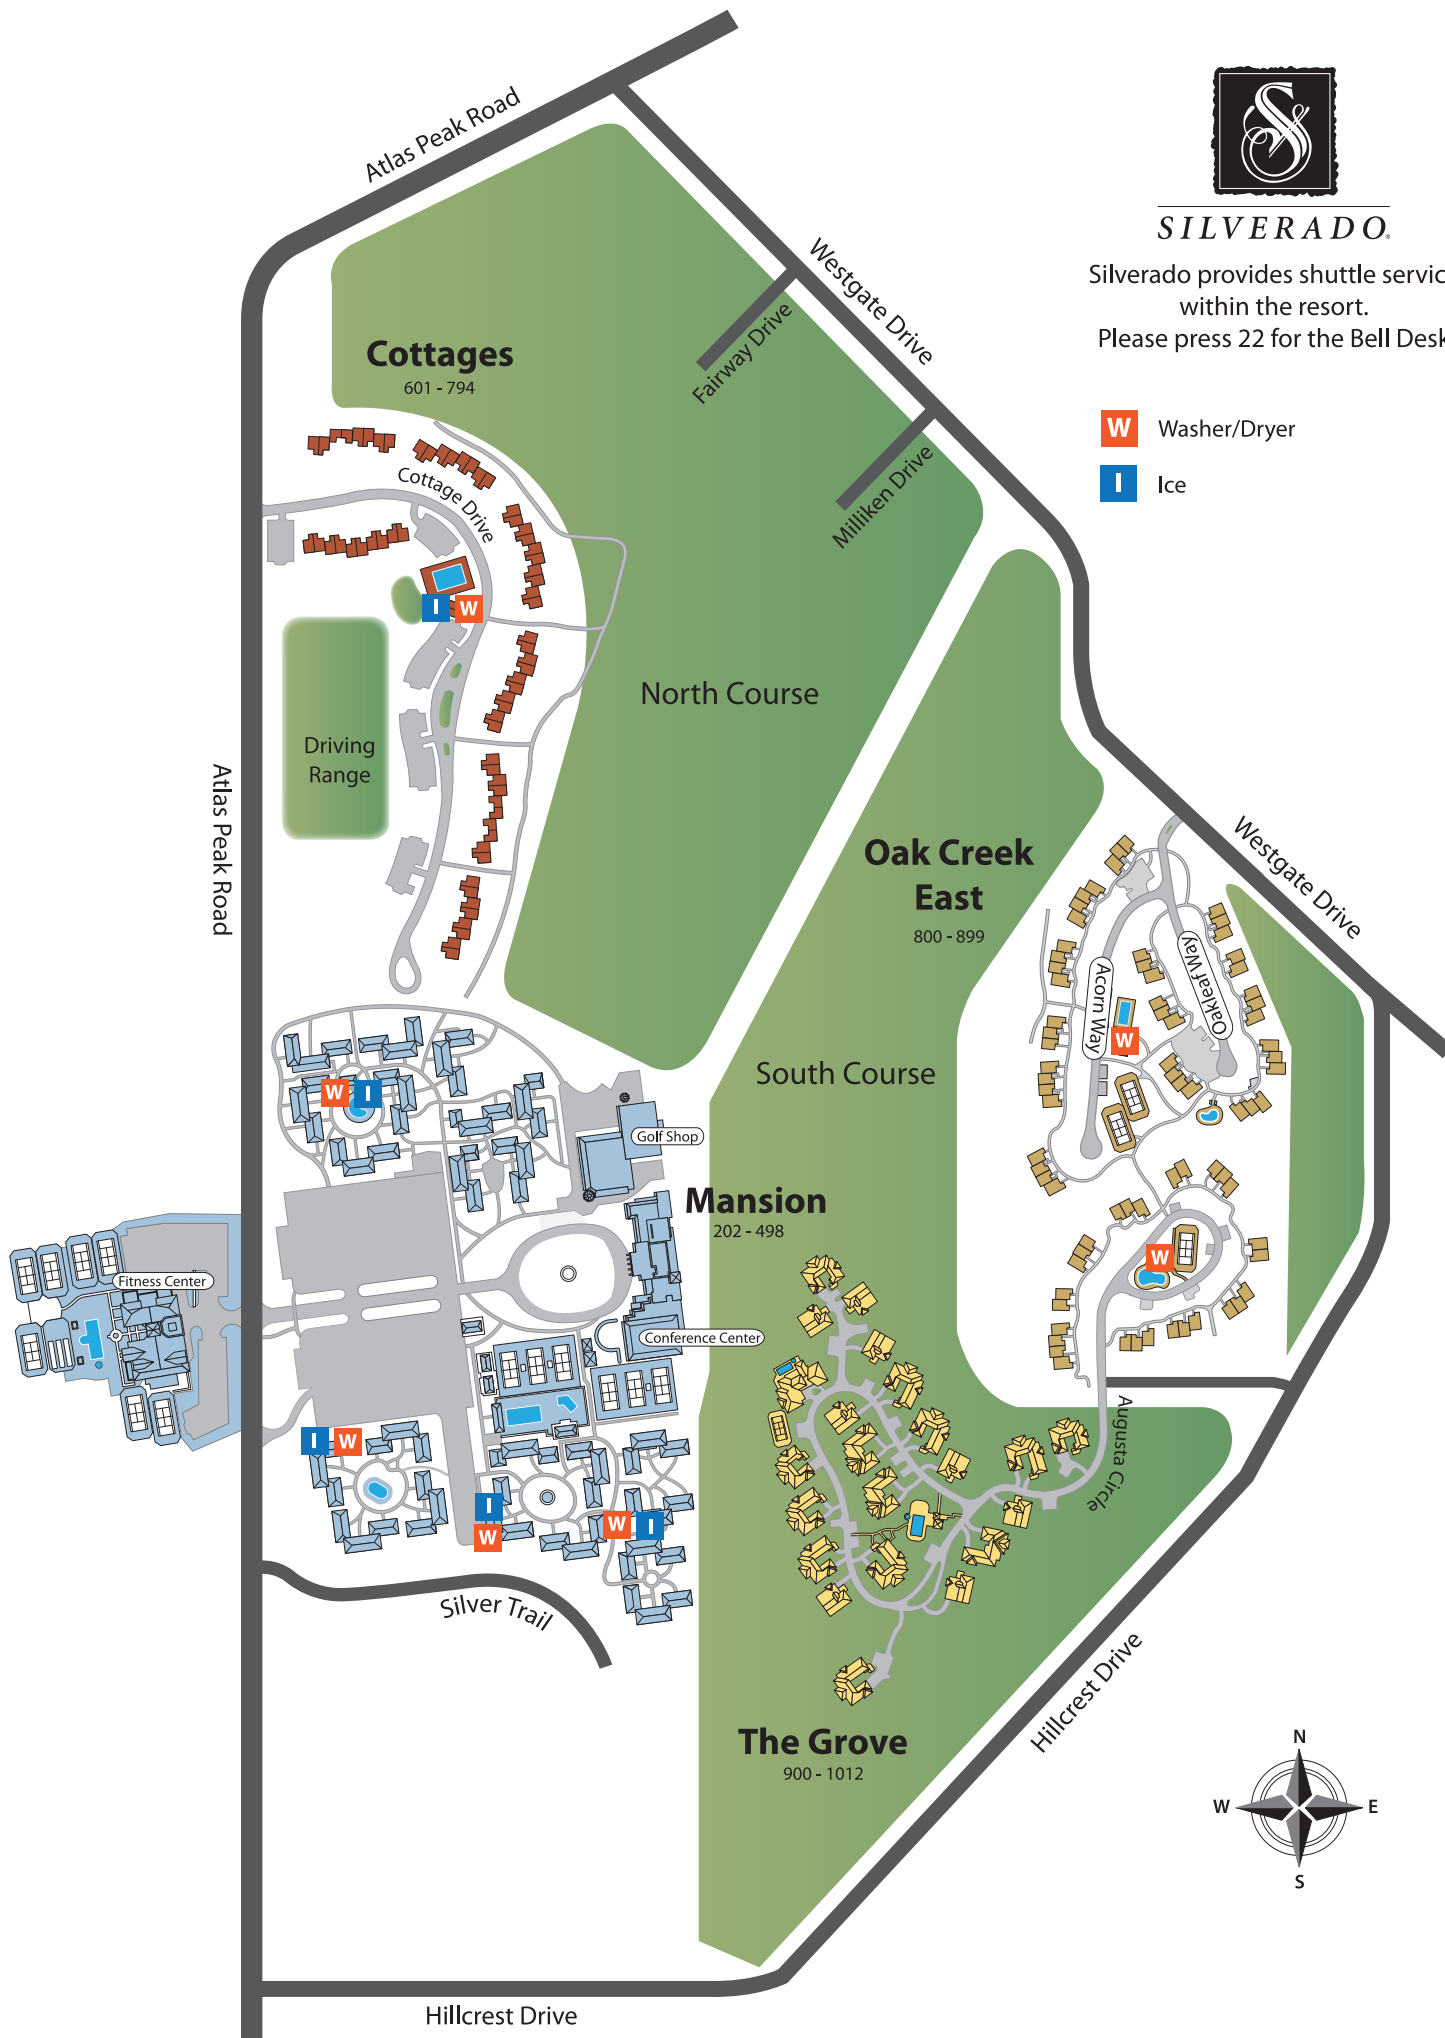 Atlas Peak Road
S
SILVERADO
Silverado provides shuttle servic
within the resort.
Please press 22 for the Bell Desk
W Washer/Dryer
I Ice
Westgate Drive
Fairway Drive
Milliken Drive
Cottages
601 - 794
Cottage Drive
I W
North Course
Driving
Range
Atlas Peak Road
Oak Creek
East
800 - 899
Westgate Drive
Oakleaf Way
Acorn Way
W
South Course
W I
Golf Shop
Mansion
202 - 498
Fitness Center
W
Conference Center
Augusta Circle
I W
I
W
W I
Silver Trail
Hillcrest Drive
The Grove
900 - 1012
N
W E
S
Hillcrest Drive